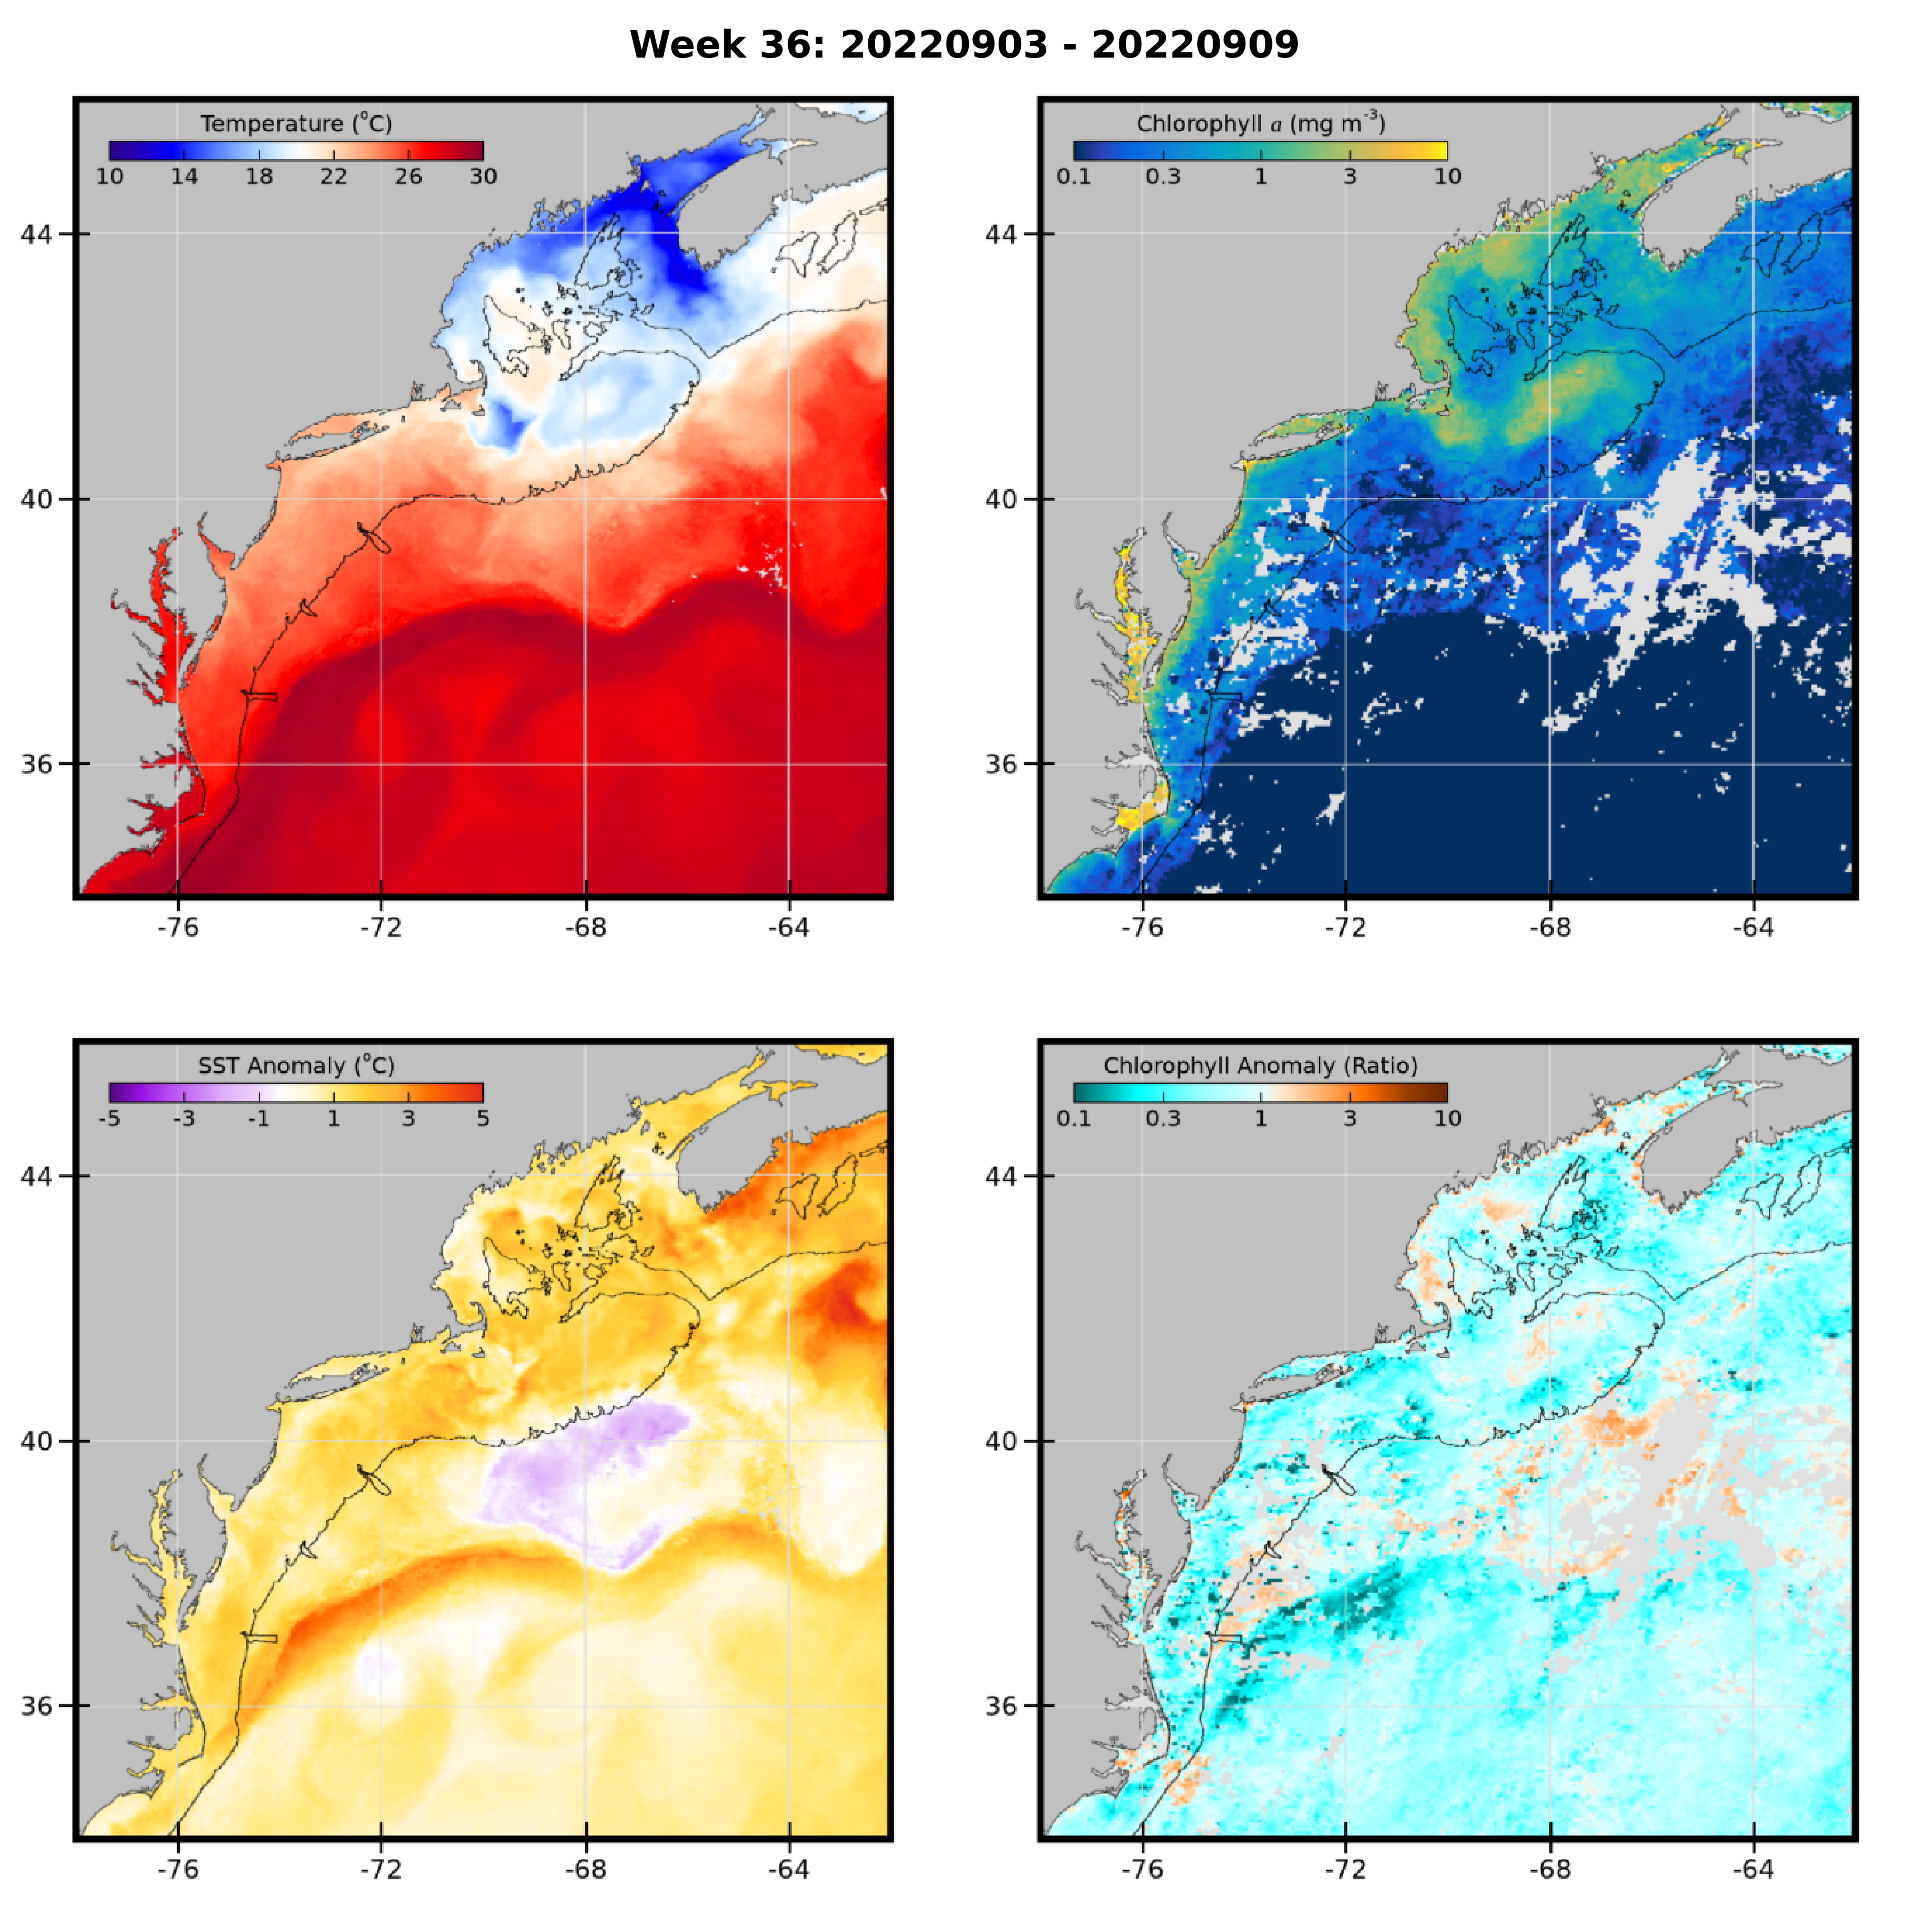 Week 36: 20220903 - 20220909
Temperature (°C)
10 14 18 22 26 30
44
40
36
-76 -72 -68 -64
Chlorophyll a (mg m⁻³)
0.1 0.3 1 3 10
44
40
36
-76 -72 -68 -64
SST Anomaly (°C)
-5 -3 -1 1 3 5
44
40
36
-76 -72 -68 -64
Chlorophyll Anomaly (Ratio)
0.1 0.3 1 3 10
44
40
36
-76 -72 -68 -64